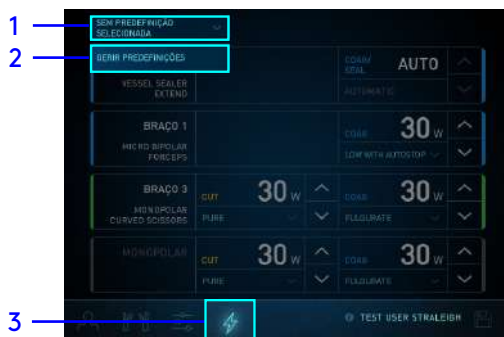 1
SEM PREDEFINIÇÃO
SELECIONADA
2
GERIR PREDEFINIÇÕES
VESSEL SEALER
EXTEND
COAG/
SEAL
AUTO
AUTOMATIC
BRAÇO 1
MICRO BIPOLAR
FORCEPS
COAG
30 W
LOW WITH AUTOSTOP
BRAÇO 3
MONOPOLAR
CURVED SCISSORS
CUT
30 W
PURE
COAG
30 W
FULGURATE
MONOPOLAR
CUT
30 W
PURE
COAG
30 W
FULGURATE
3
TEST USER STRALEIGH